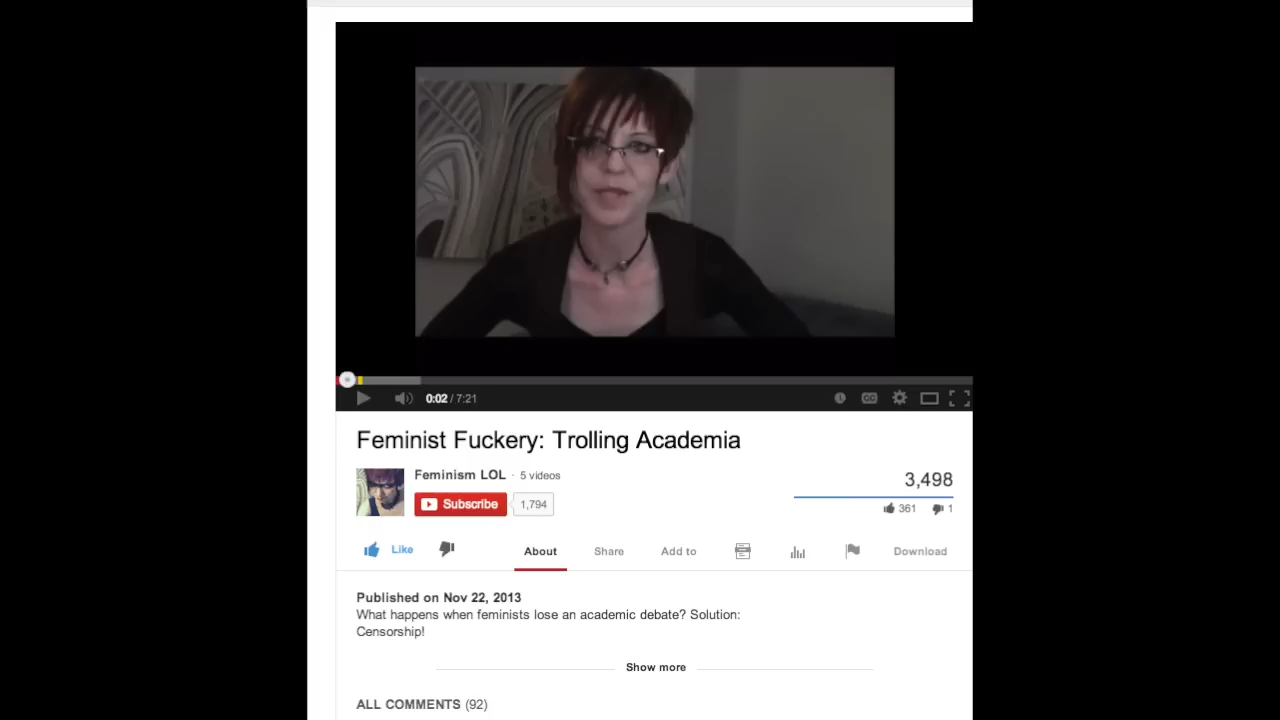 0:02 / 7:21
CC
Feminist Fuckery: Trolling Academia
Feminism LOL · 5 videos
Subscribe 1,794
3,498
361 1
Like
About Share Add to Download
Published on Nov 22, 2013
What happens when feminists lose an academic debate? Solution:
Censorship!
Show more
ALL COMMENTS (92)